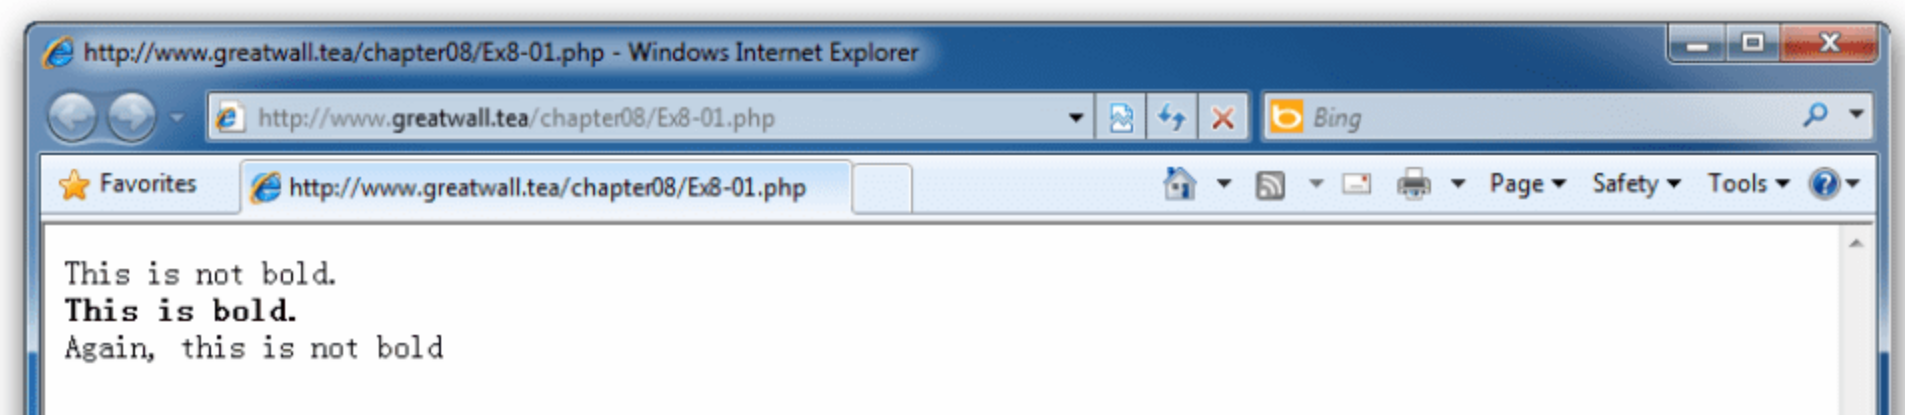 http://www.greatwall.tea/chapter08/Ex8-01.php - Windows Internet Explorer
http://www.greatwall.tea/chapter08/Ex8-01.php Bing
Favorites http://www.greatwall.tea/chapter08/Ex8-01.php Page Safety Tools
This is not bold.
This is bold.
Again, this is not bold